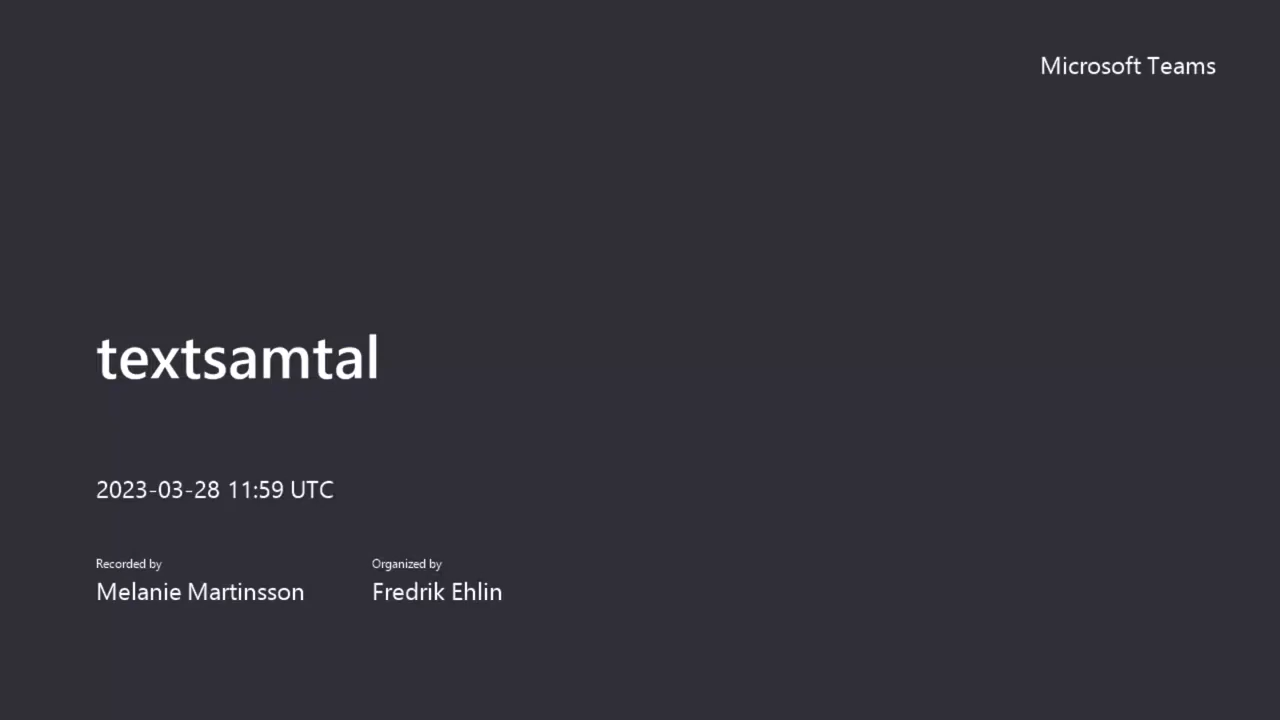 Microsoft Teams
textsamtal
2023-03-28 11:59 UTC
Recorded by
Melanie Martinsson
Organized by
Fredrik Ehlin